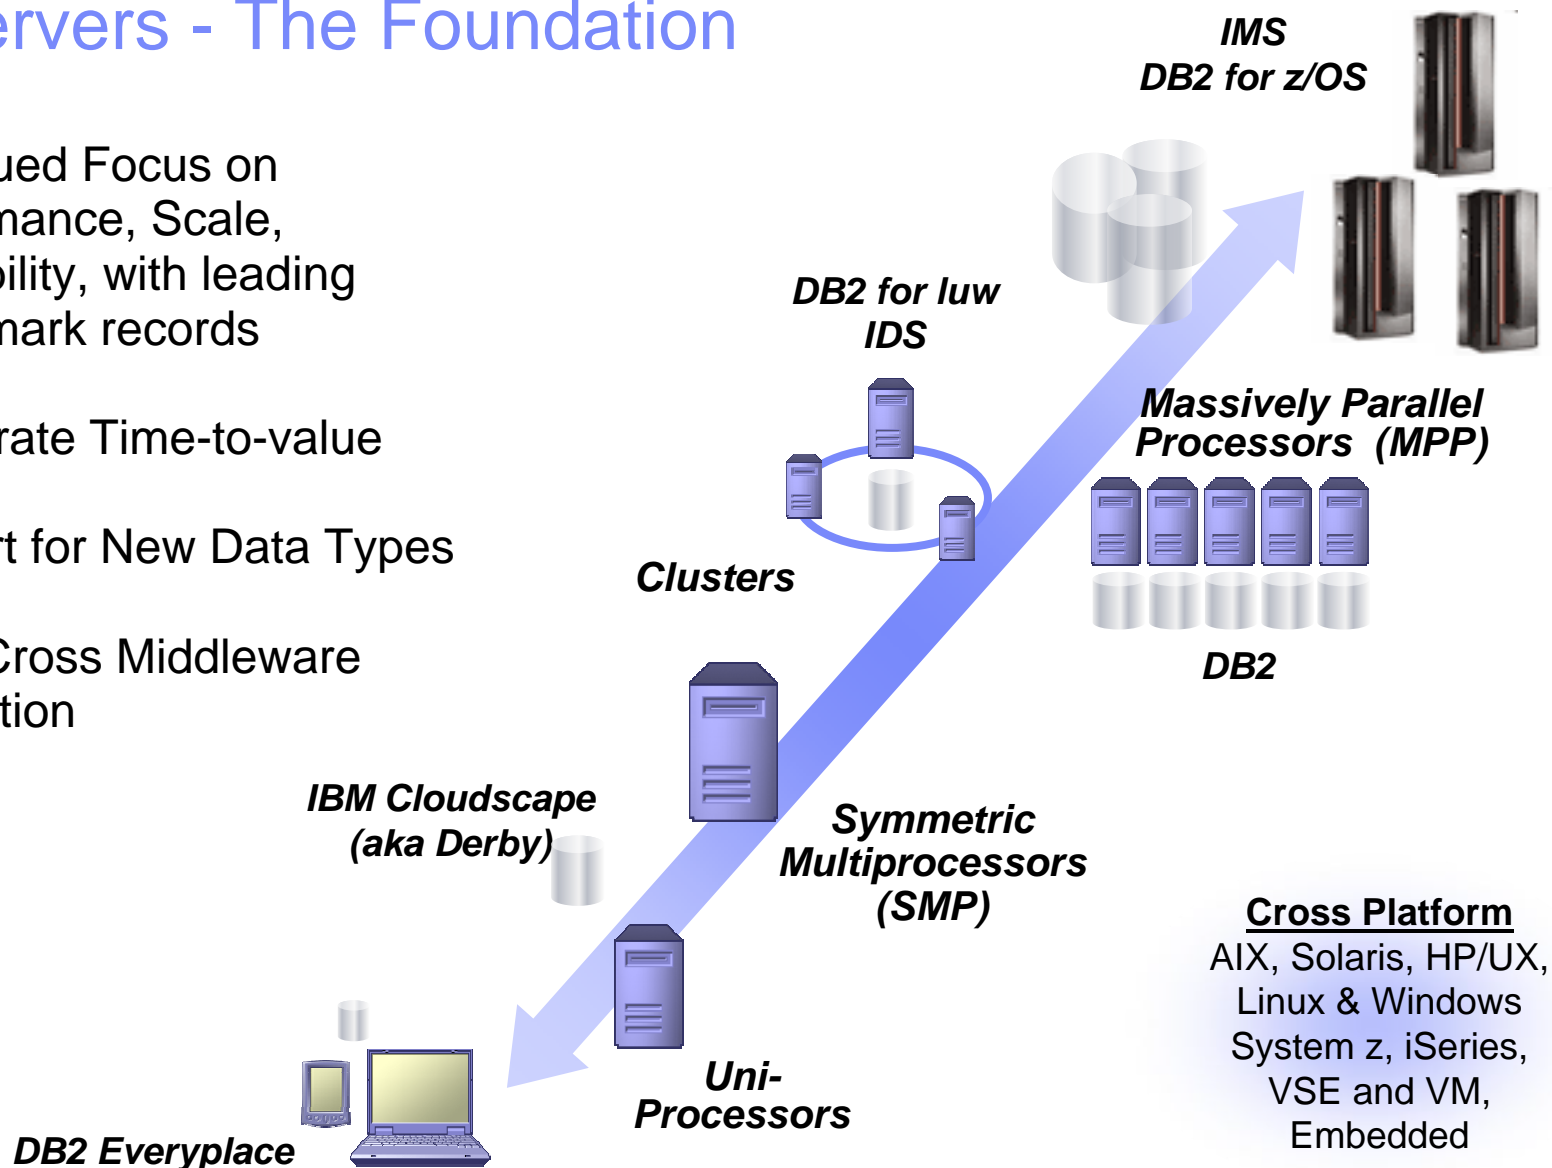 ervers - The Foundation
ued Focus on
mance, Scale,
bility, with leading
mark records
rate Time-to-value
rt for New Data Types
Cross Middleware
tion
IMS
DB2 for z/OS
DB2 for luw
IDS
Massively Parallel
Processors (MPP)
Clusters
DB2
IBM Cloudscape
(aka Derby)
Symmetric
Multiprocessors
(SMP)
Uni-
Processors
DB2 Everyplace
Cross Platform
AIX, Solaris, HP/UX,
Linux & Windows
System z, iSeries,
VSE and VM,
Embedded